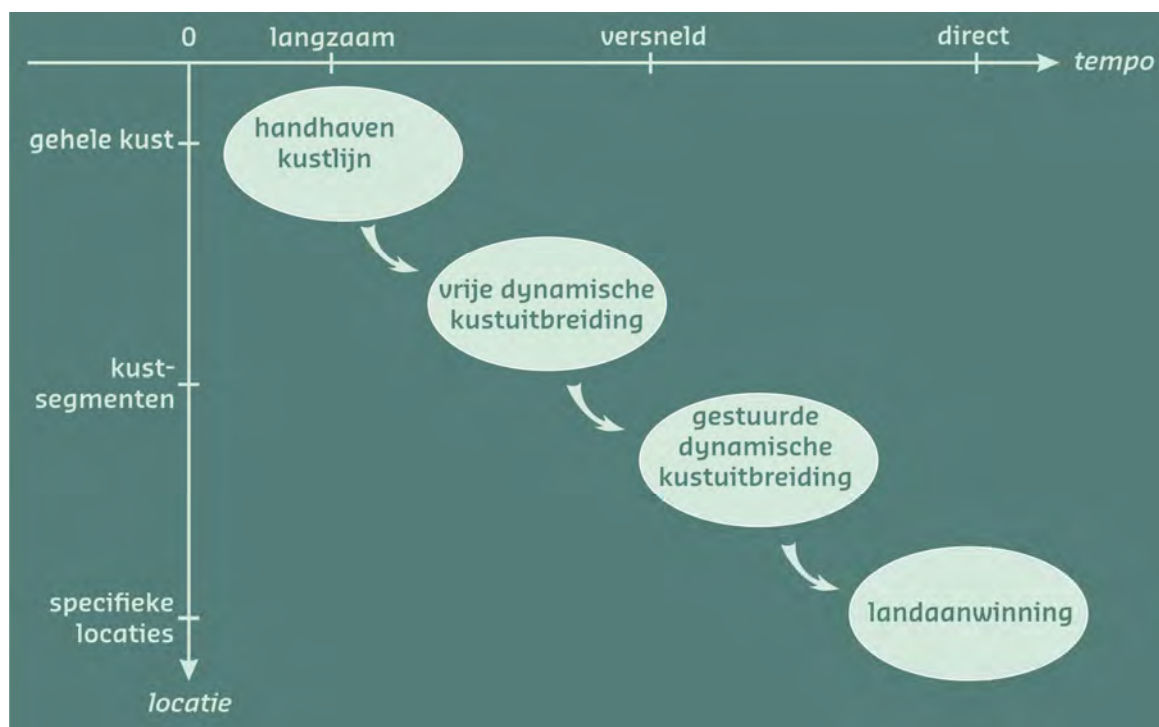 0
langzaam
versneld
direct
tempo
gehele kust
handhaven
kustlijn
vrije dynamische
kustuitbreiding
kust-
segmenten
gestuurde
dynamische
kustuitbreiding
specifieke
locaties
landaanwinning
locatie